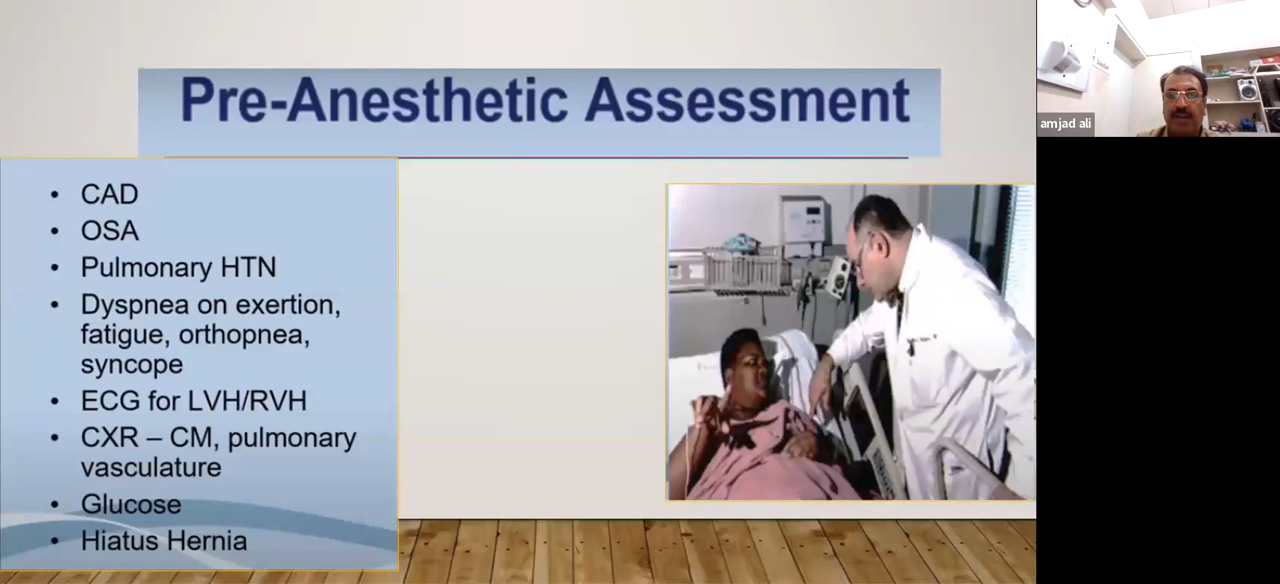 Pre-Anesthetic Assessment
• CAD
• OSA
• Pulmonary HTN
• Dyspnea on exertion,
fatigue, orthopnea,
syncope
• ECG for LVH/RVH
• CXR – CM, pulmonary
vasculature
• Glucose
• Hiatus Hernia
amjad ali